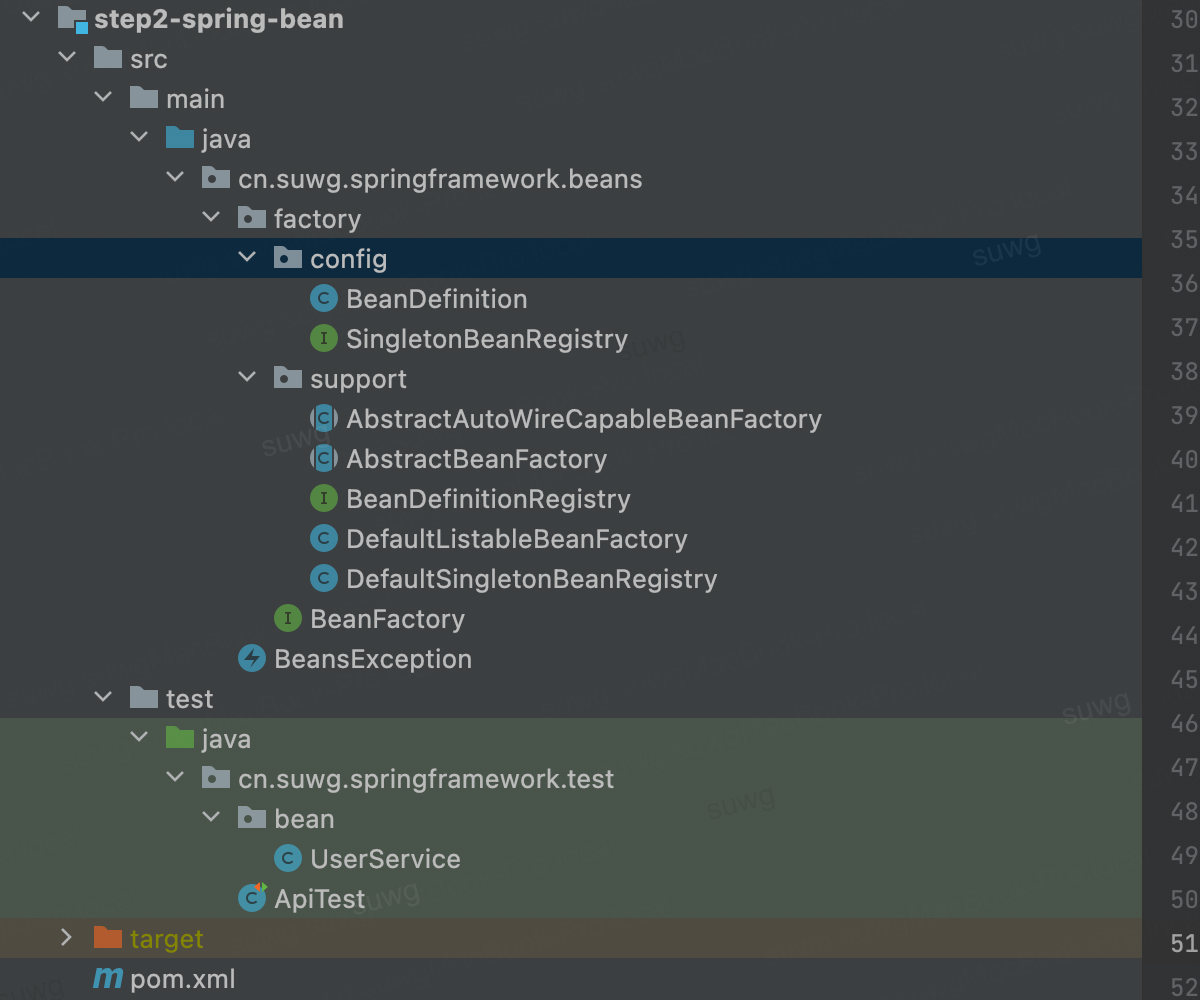 step2-spring-bean
30
src
31
main
32
java
33
cn.suwg.springframework.beans
34
factory
35
config
suwg
36
BeanDefinition
37
SingletonBeanRegistry
suwg
38
support
39
AbstractAutoWireCapableBeanFactory
suwg
40
AbstractBeanFactory
41
BeanDefinitionRegistry
42
DefaultListableBeanFactory
43
DefaultSingletonBeanRegistry
44
BeanFactory
45
BeansException
46
test
suwg
47
java
48
cn.suwg.springframework.test
suwg
49
bean
50
UserService
ApiTest
suwg
51
target
52
pom.xml
suwg